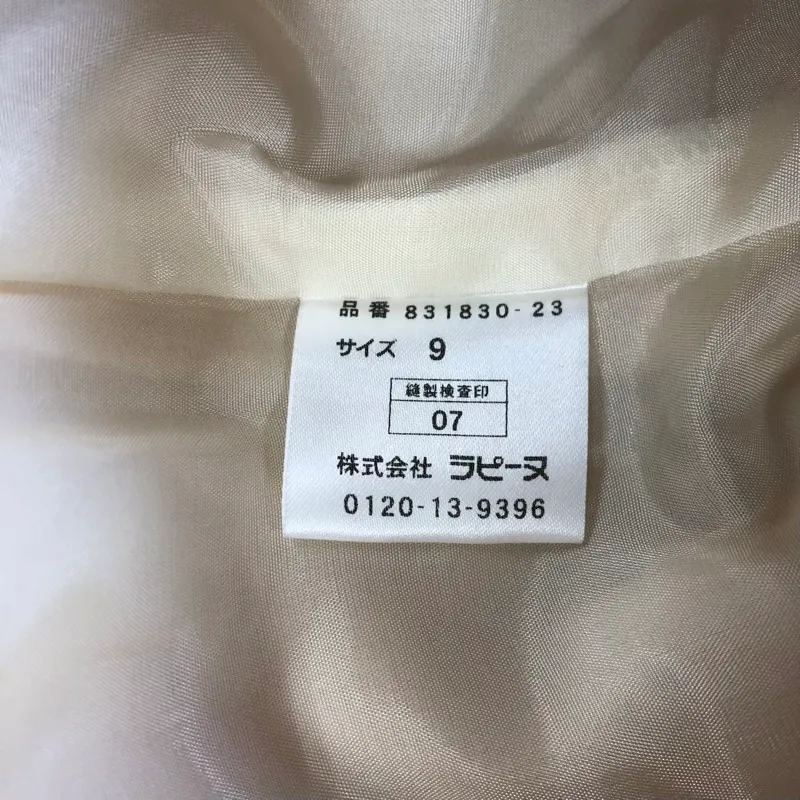 品番 831830-23
サイズ 9
縫製検査印
07
株式会社 ラピーヌ
0120-13-9396